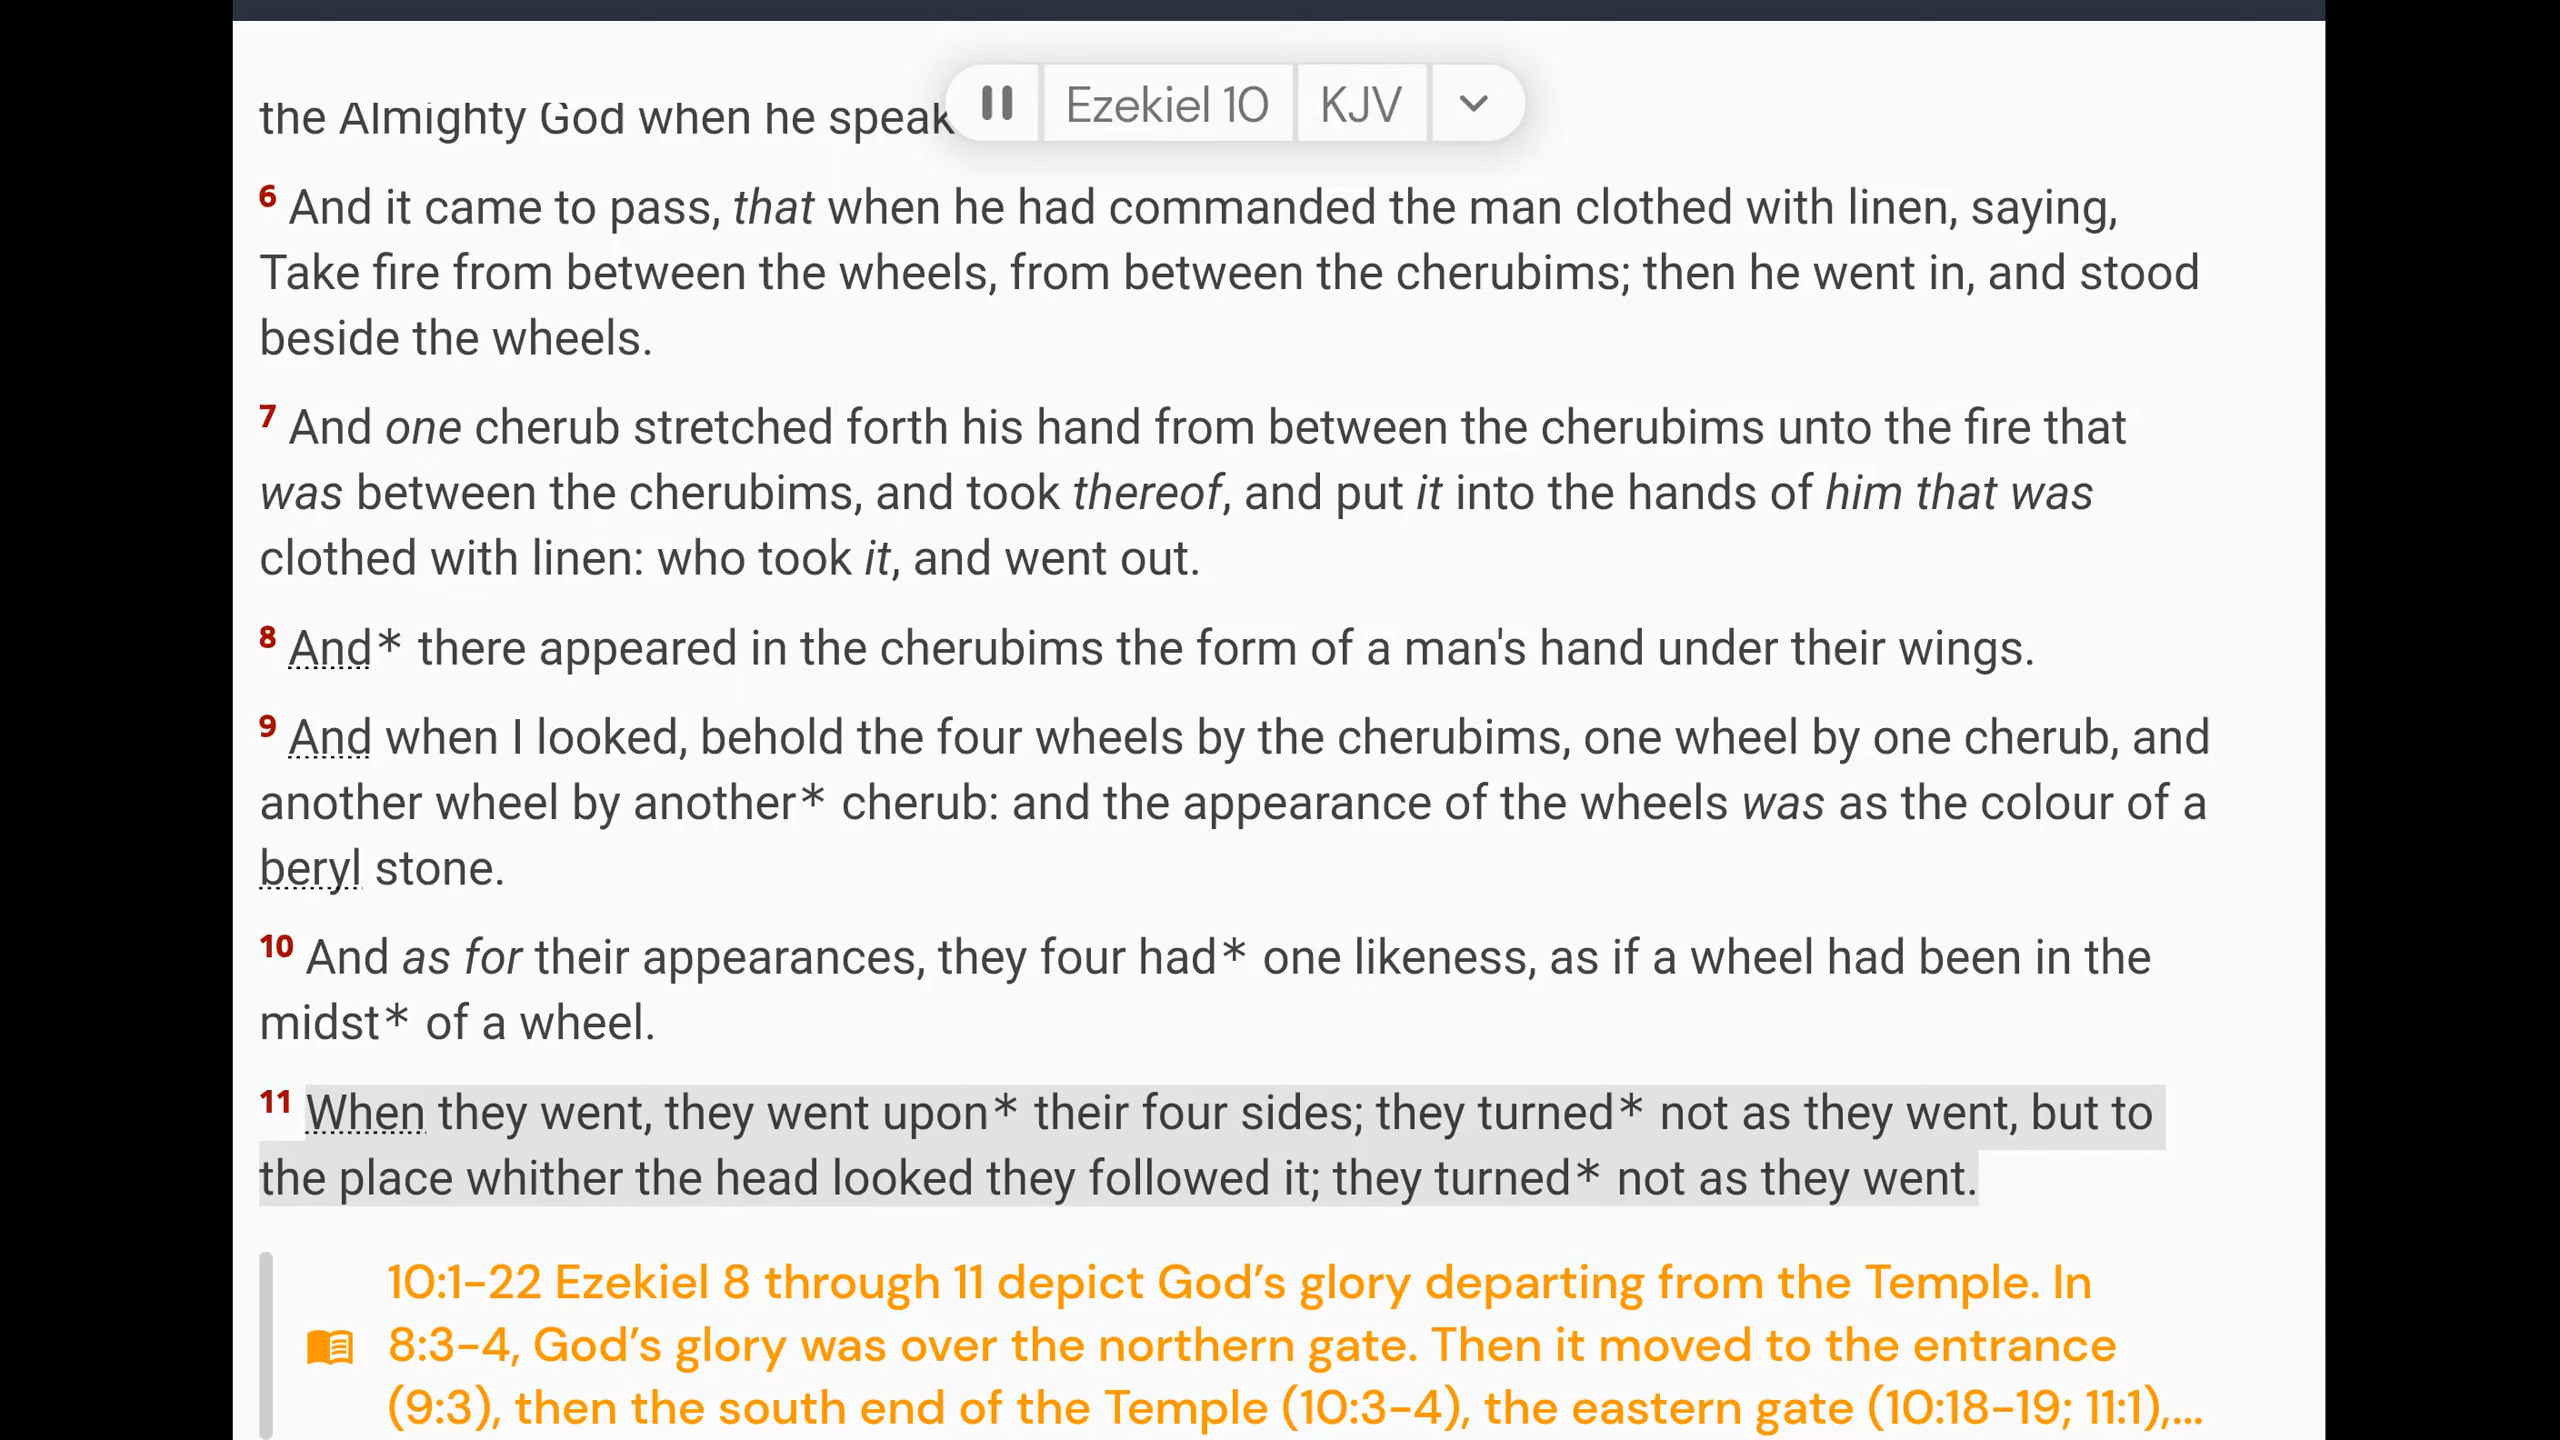 Ezekiel 10 KJV
the Almighty God when he speak
6 And it came to pass, that when he had commanded the man clothed with linen, saying,
Take fire from between the wheels, from between the cherubims; then he went in, and stood
beside the wheels.
7 And one cherub stretched forth his hand from between the cherubims unto the fire that
was between the cherubims, and took thereof, and put it into the hands of him that was
clothed with linen: who took it, and went out.
8 And* there appeared in the cherubims the form of a man's hand under their wings.
9 And when I looked, behold the four wheels by the cherubims, one wheel by one cherub, and
another wheel by another* cherub: and the appearance of the wheels was as the colour of a
beryl stone.
10 And as for their appearances, they four had* one likeness, as if a wheel had been in the
midst* of a wheel.
11 When they went, they went upon* their four sides; they turned* not as they went, but to
the place whither the head looked they followed it; they turned* not as they went.
10:1–22 Ezekiel 8 through 11 depict God’s glory departing from the Temple. In
8:3–4, God’s glory was over the northern gate. Then it moved to the entrance
(9:3), then the south end of the Temple (10:3–4), the eastern gate (10:18–19; 11:1),...